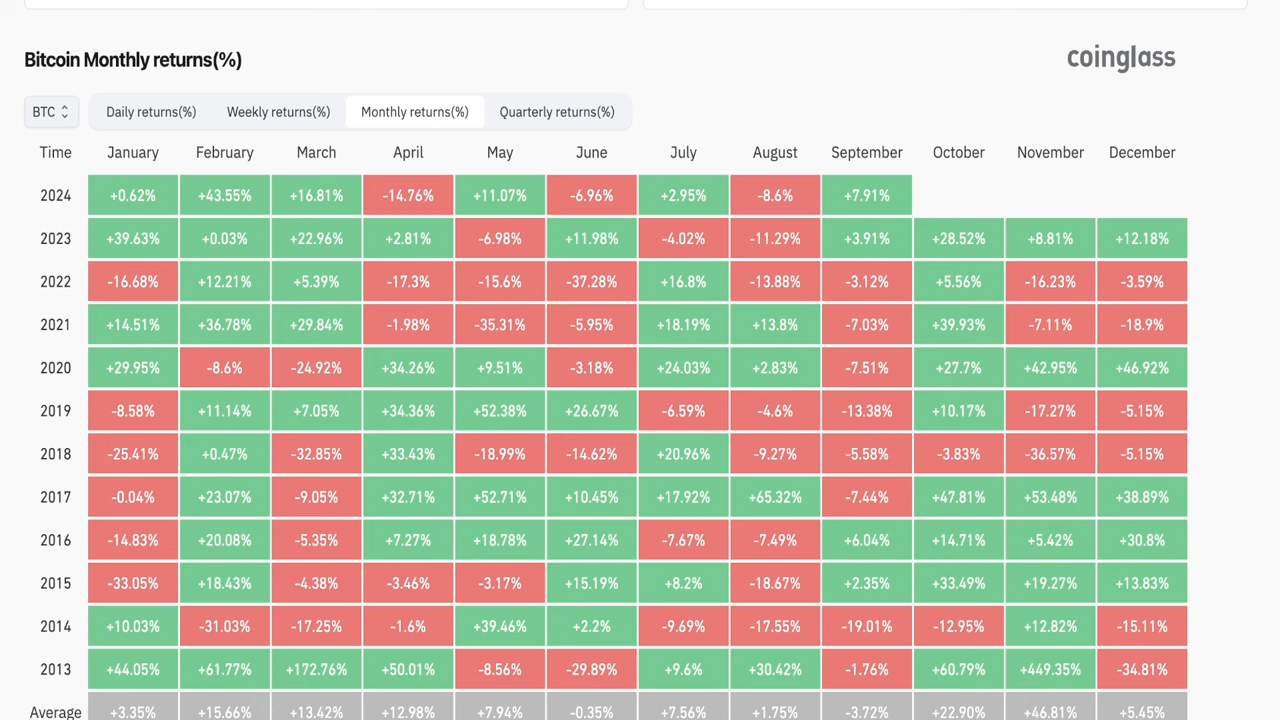 Bitcoin Monthly returns(%)
coinglass
BTC Daily returns(%) Weekly returns(%) Monthly returns(%) Quarterly returns(%)
Time January February March April May June July August September October November December
2024 +0.62% +43.55% +16.81% -14.76% +11.07% -6.96% +2.95% -8.6% +7.91%
2023 +39.63% +0.03% +22.96% +2.81% -6.98% +11.98% -4.02% -11.29% +3.91% +28.52% +8.81% +12.18%
2022 -16.68% +12.21% +5.39% -17.3% -15.6% -37.28% +16.8% -13.88% -3.12% +5.56% -16.23% -3.59%
2021 +14.51% +36.78% +29.84% -1.98% -35.31% -5.95% +18.19% +13.8% -7.03% +39.93% -7.11% -18.9%
2020 +29.95% -8.6% -24.92% +34.26% +9.51% -3.18% +24.03% +2.83% -7.51% +27.7% +42.95% +46.92%
2019 -8.58% +11.14% +7.05% +34.36% +52.38% +26.67% -6.59% -4.6% -13.38% +10.17% -17.27% -5.15%
2018 -25.41% +0.47% -32.85% +33.43% -18.99% -14.62% +20.96% -9.27% -5.58% -3.83% -36.57% -5.15%
2017 -0.04% +23.07% -9.05% +32.71% +52.71% +10.45% +17.92% +65.32% -7.44% +47.81% +53.48% +38.89%
2016 -14.83% +20.08% -5.35% +7.27% +18.78% +27.14% -7.67% -7.49% +6.04% +14.71% +5.42% +30.8%
2015 -33.05% +18.43% -4.38% -3.46% -3.17% +15.19% +8.2% -18.67% +2.35% +33.49% +19.27% +13.83%
2014 +10.03% -31.03% -17.25% -1.6% +39.46% +2.2% -9.69% -17.55% -19.01% -12.95% +12.82% -15.11%
2013 +44.05% +61.77% +172.76% +50.01% -8.56% -29.89% +9.6% +30.42% -1.76% +60.79% +449.35% -34.81%
Average +3.35% +15.66% +13.42% +12.98% +7.94% -0.35% +7.56% +1.75% -3.72% +22.90% +46.81% +5.45%